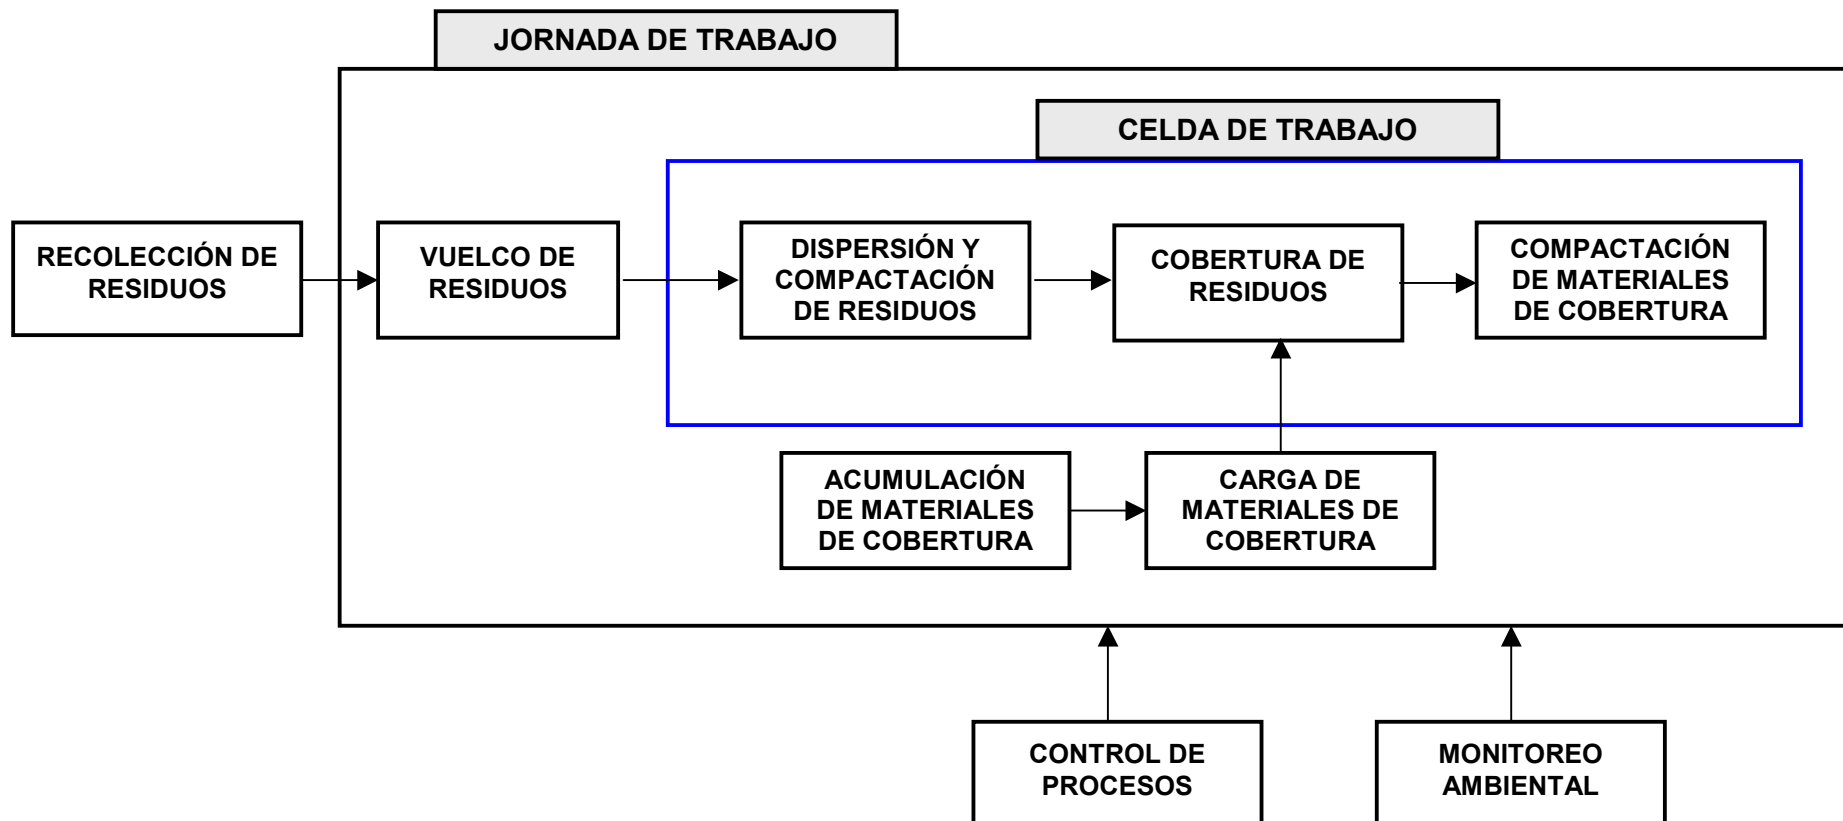 JORNADA DE TRABAJO
CELDA DE TRABAJO
RECOLECCIÓN DE
RESIDUOS
VUELCO DE
RESIDUOS
DISPERSIÓN Y
COMPACTACIÓN
DE RESIDUOS
COBERTURA DE
RESIDUOS
COMPACTACIÓN
DE MATERIALES
DE COBERTURA
ACUMULACIÓN
DE MATERIALES
DE COBERTURA
CARGA DE
MATERIALES DE
COBERTURA
CONTROL DE
PROCESOS
MONITOREO
AMBIENTAL